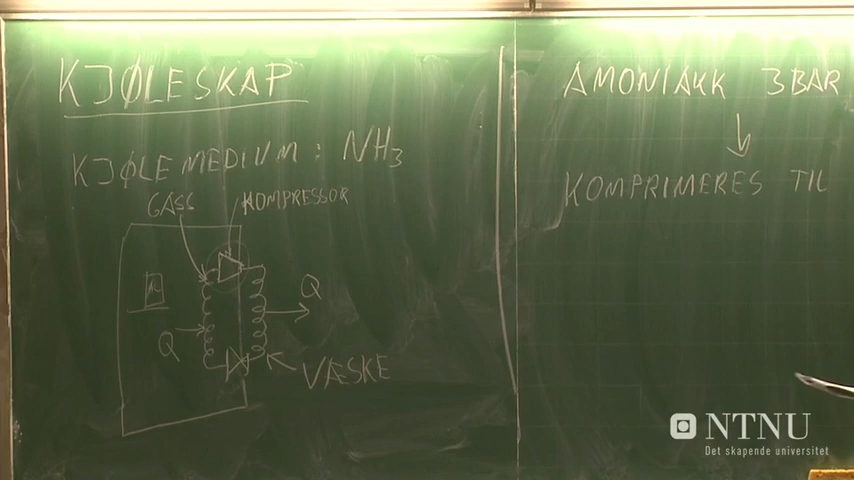 KJØLESKAP
KJØLEMEDIUM: NH3
GASS KOMPRESSOR
Q
Q
VÆSKE
AMONIAKK 3BAR
KOMPRIMERES TIL
NTNU
Det skapende universitet